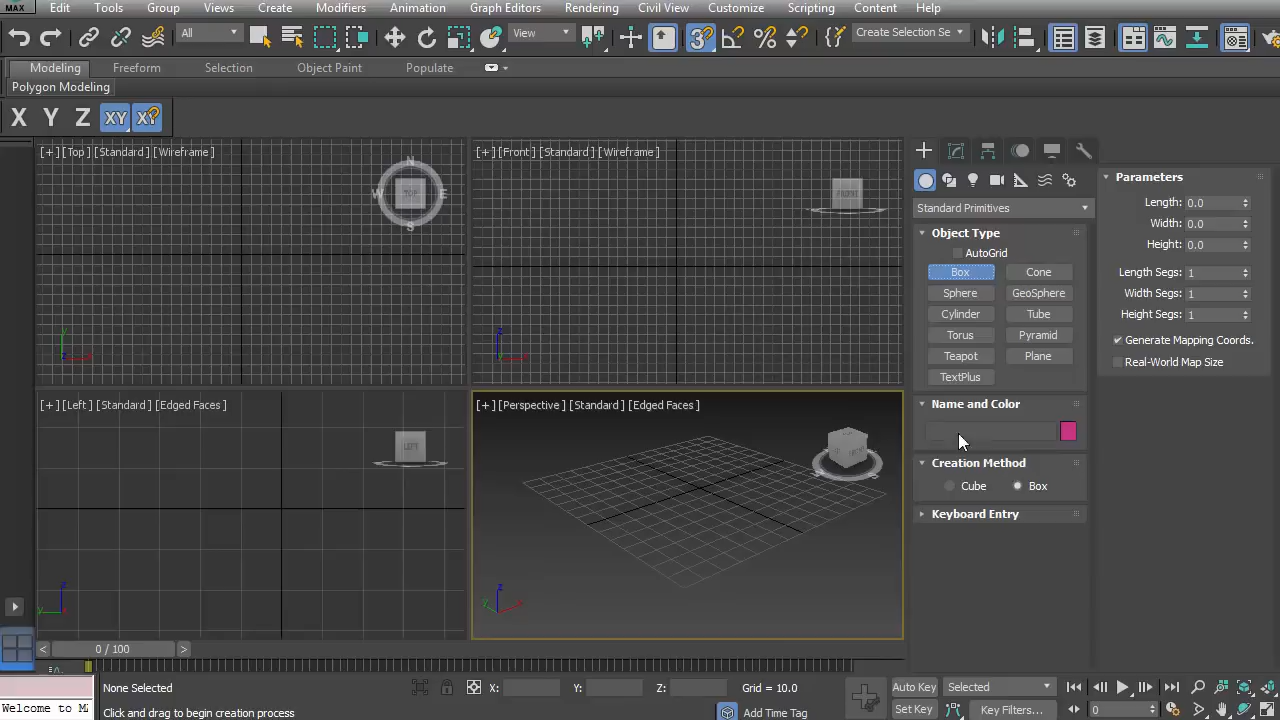 MAX
Edit Tools Group Views Create Modifiers Animation Graph Editors Rendering Civil View Customize Scripting Content Help
All View Create Selection Se
Modeling Freeform Selection Object Paint Populate
Polygon Modeling
X Y Z XY X?
[+] [Top] [Standard] [Wireframe]
N
W TOP E
S
[+] [Front] [Standard] [Wireframe]
FRONT
y
z
z
y
[+] [Left] [Standard] [Edged Faces]
LEFT
z
y
[+] [Perspective] [Standard] [Edged Faces]
z
y
Standard Primitives
Object Type
AutoGrid
Box Cone
Sphere GeoSphere
Cylinder Tube
Torus Pyramid
Teapot Plane
TextPlus
Name and Color
Creation Method
Cube Box
Keyboard Entry
Parameters
Length: 0.0
Width: 0.0
Height: 0.0
Length Segs: 1
Width Segs: 1
Height Segs: 1
Generate Mapping Coords.
Real-World Map Size
< 0 / 100 >
None Selected X: Y: Z: Grid = 10.0 Auto Key Selected
Welcome to MA Click and drag to begin creation process Add Time Tag Set Key Key Filters... 0